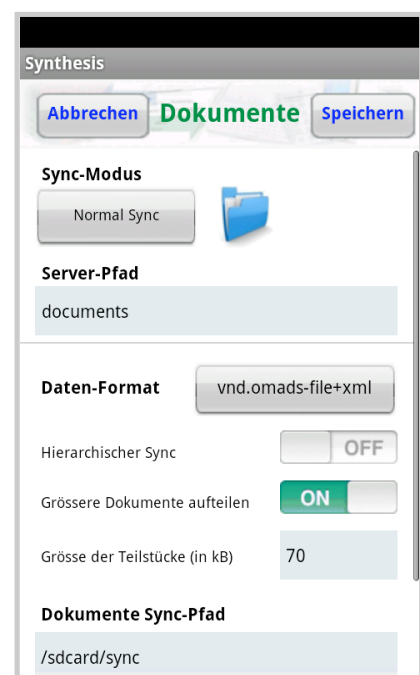 Synthesis
Abbrechen Dokumente Speichern
Sync-Modus
Normal Sync
Server-Pfad
documents
Daten-Format vnd.omads-file+xml
Hierarchischer Sync OFF
Grössere Dokumente aufteilen ON
Grösse der Teilstücke (in kB) 70
Dokumente Sync-Pfad
/sdcard/sync